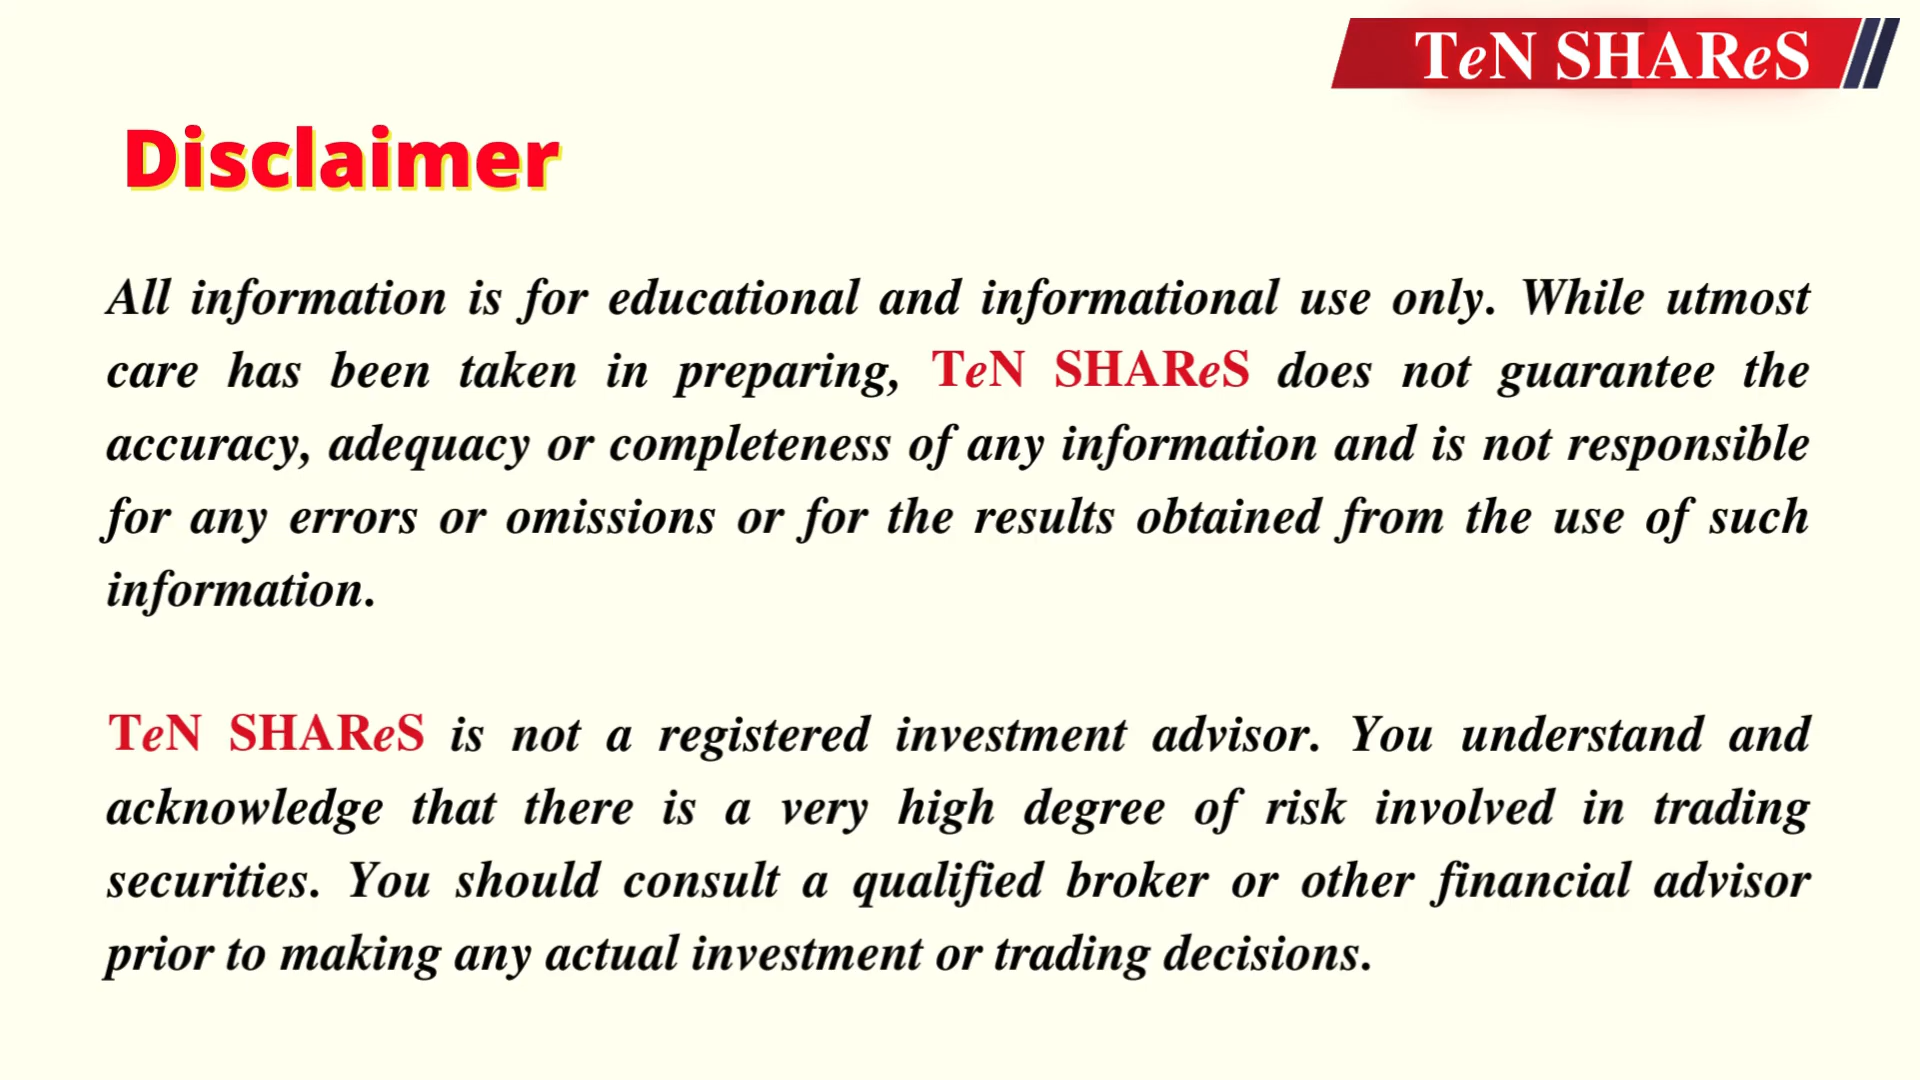 TeN SHAReS
Disclaimer
All information is for educational and informational use only. While utmost
care has been taken in preparing, TeN SHAReS does not guarantee the
accuracy, adequacy or completeness of any information and is not responsible
for any errors or omissions or for the results obtained from the use of such
information.
TeN SHAReS is not a registered investment advisor. You understand and
acknowledge that there is a very high degree of risk involved in trading
securities. You should consult a qualified broker or other financial advisor
prior to making any actual investment or trading decisions.